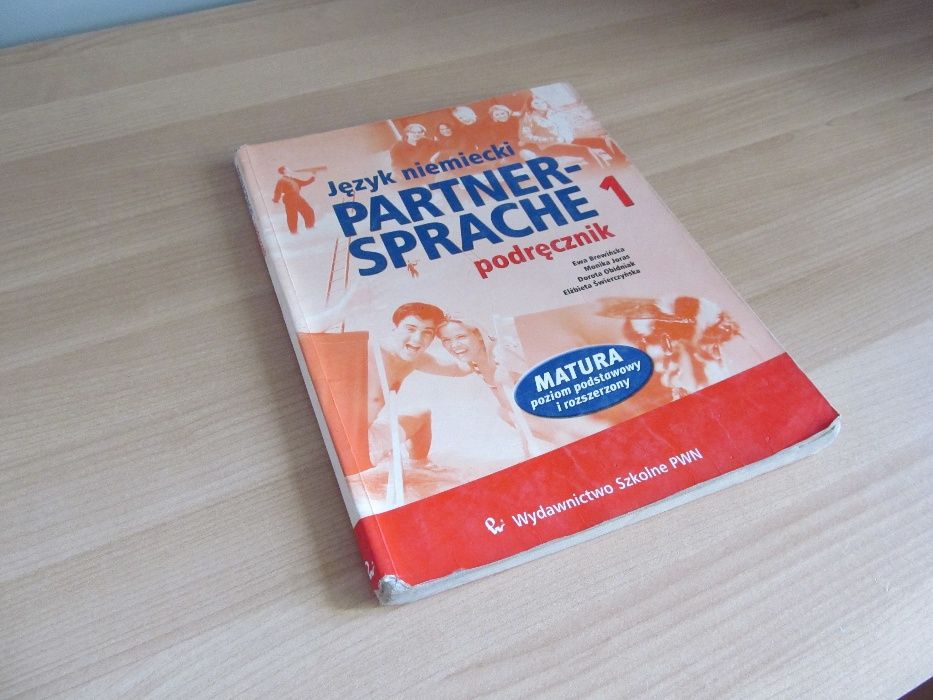 Język niemiecki
PARTNER-
SPRACHE 1
podręcznik
Ewa Brewińska
Monika Joras
Dorota Obidniak
Elżbieta Świerczyńska
MATURA
poziom podstawowy
i rozszerzony
Wydawnictwo Szkolne PWN